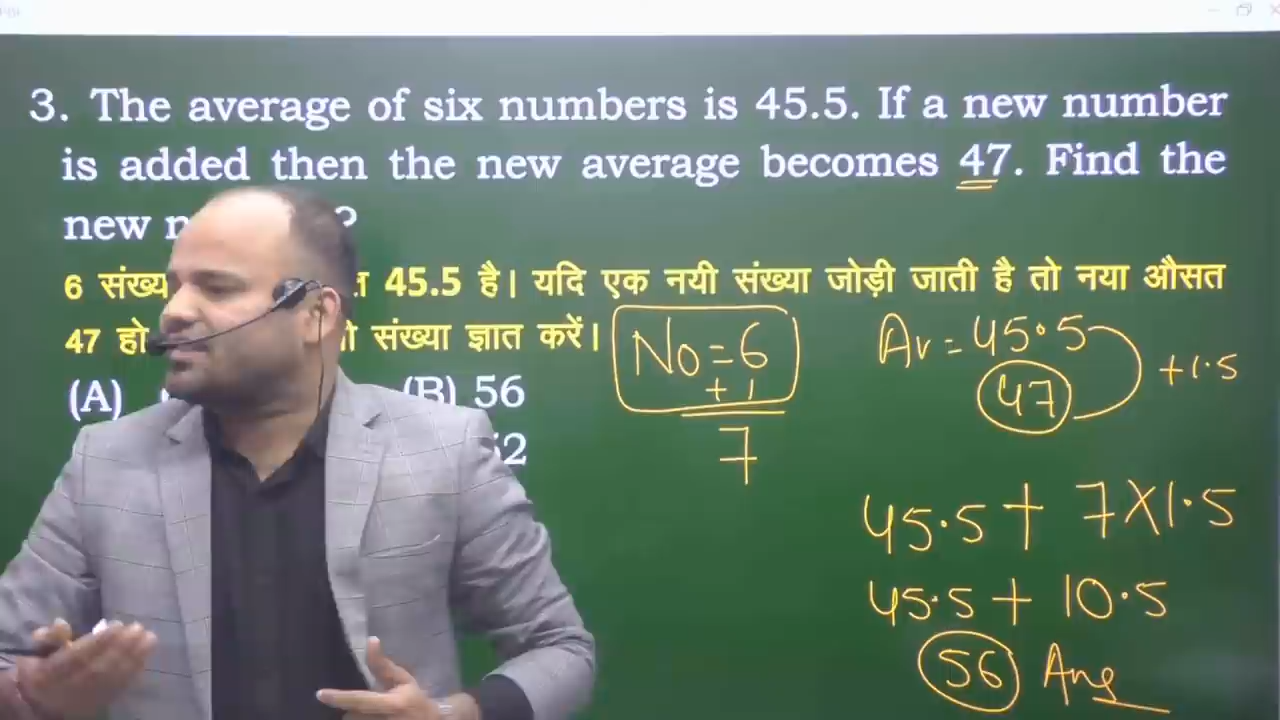 3. The average of six numbers is 45.5. If a new number
is added then the new average becomes 47. Find the
new ?
6 45.5 है। यदि एक नयी संख्या जोड़ी जाती है तो नया औसत
47 हो संख्या ज्ञात करें।
(A) (B) 56
No = 6
+ 1
7
Av = 45.5
47
+1.5
45.5 + 7X1.5
45.5 + 10.5
56 Ans